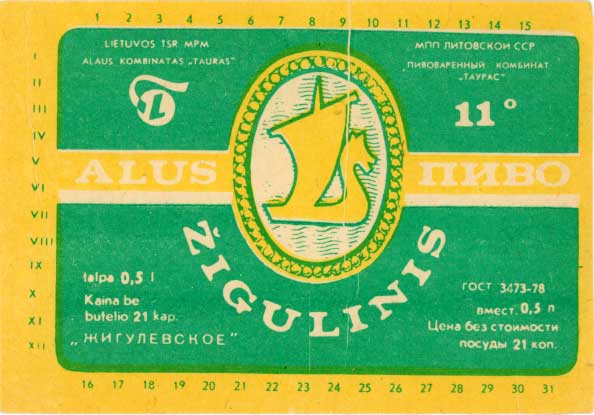 1 2 3 4 5 6 7 8 9 10 11 12 13 14 15
I
II
III
IV
V
VI
VII
VIII
IX
X
XI
XII
LIETUVOS TSR MPM
ALAUS KOMBINATAS „TAURAS"
МПП ЛИТОВСКОЙ ССР
ПИВОВАРЕННЫЙ КОМБИНАТ
"ТАУРАС"
11°
ALUS
ПИВО
ŽIGULINIS
talpa 0,5 l
Kaina be
butelio 21 kap.
„ЖИГУЛЕВСКОЕ"
ГОСТ 3473-78
вмест. 0,5 л
Цена без стоимости
посуды 21 коп.
16 17 18 19 20 21 22 23 24 25 26 27 28 29 30 31